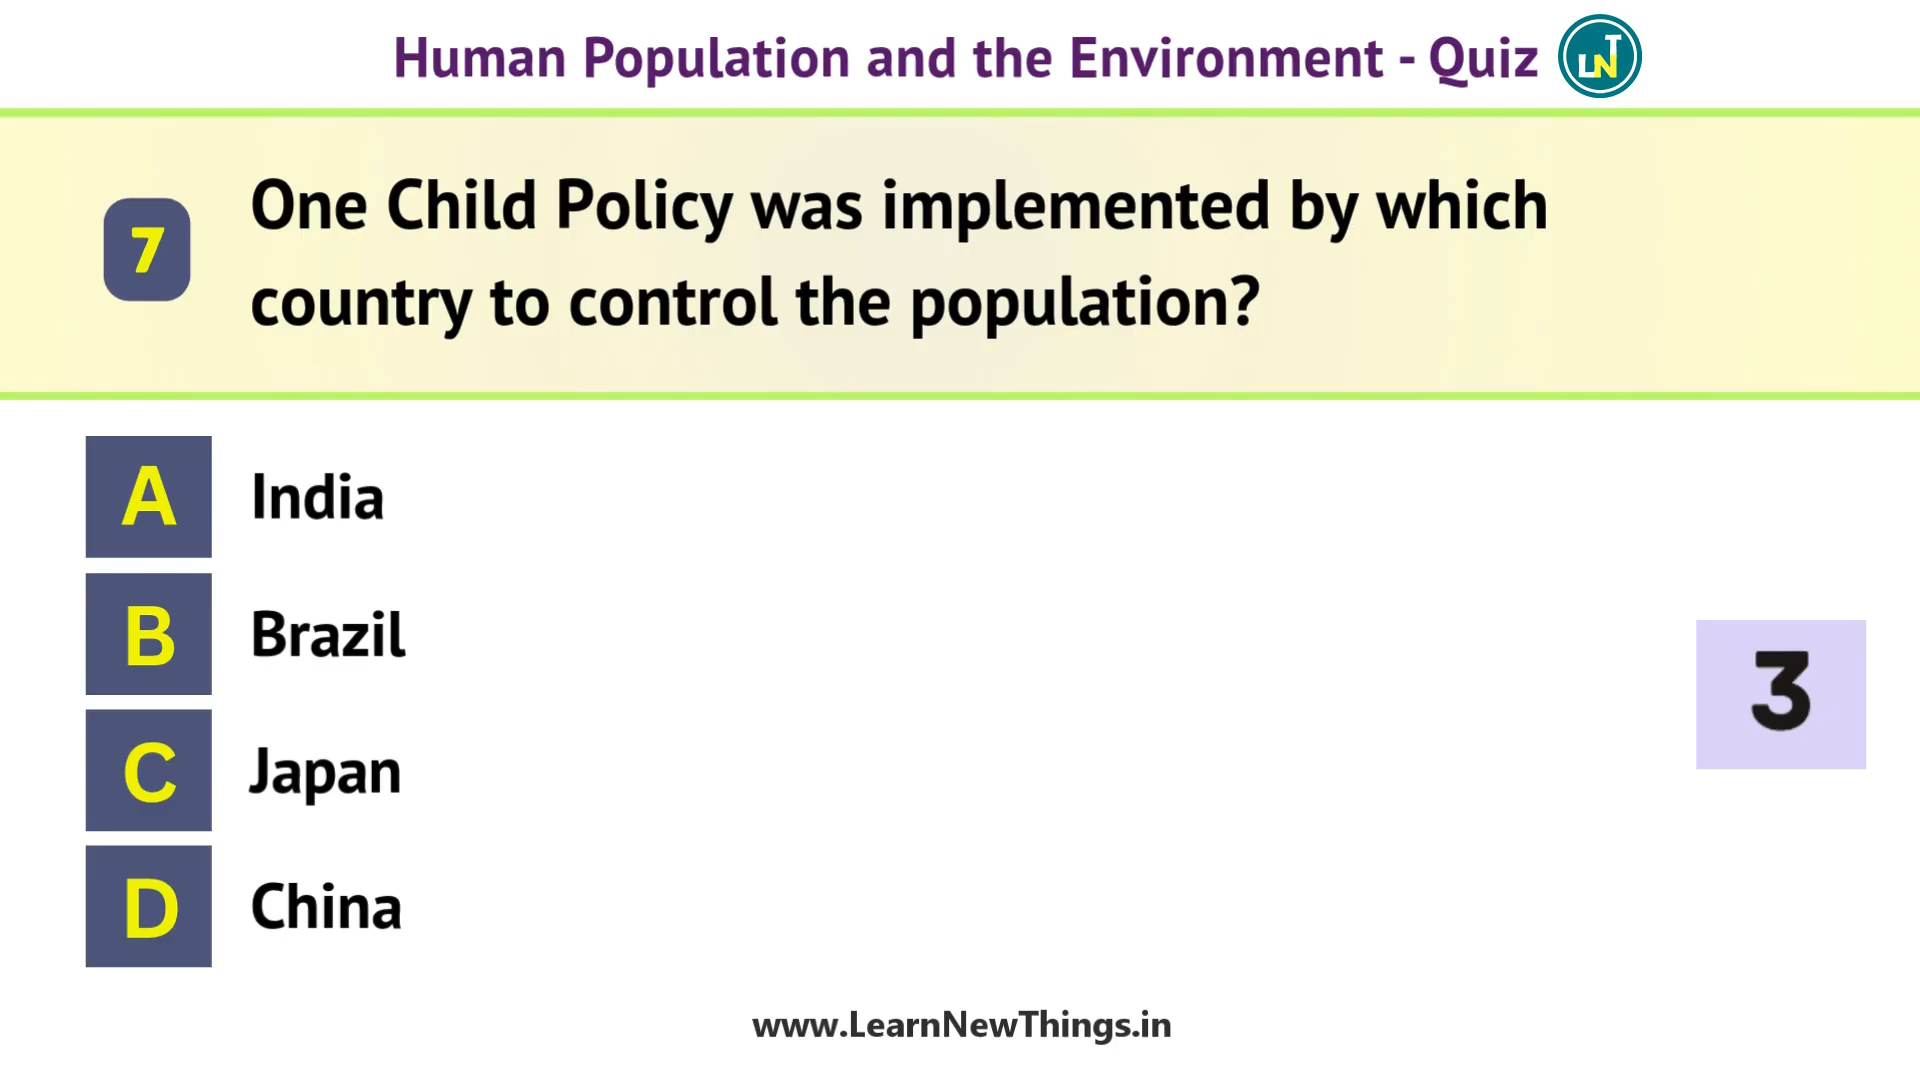 Human Population and the Environment - Quiz
LNT
7
One Child Policy was implemented by which
country to control the population?
A India
B Brazil
3
C Japan
D China
www.LearnNewThings.in